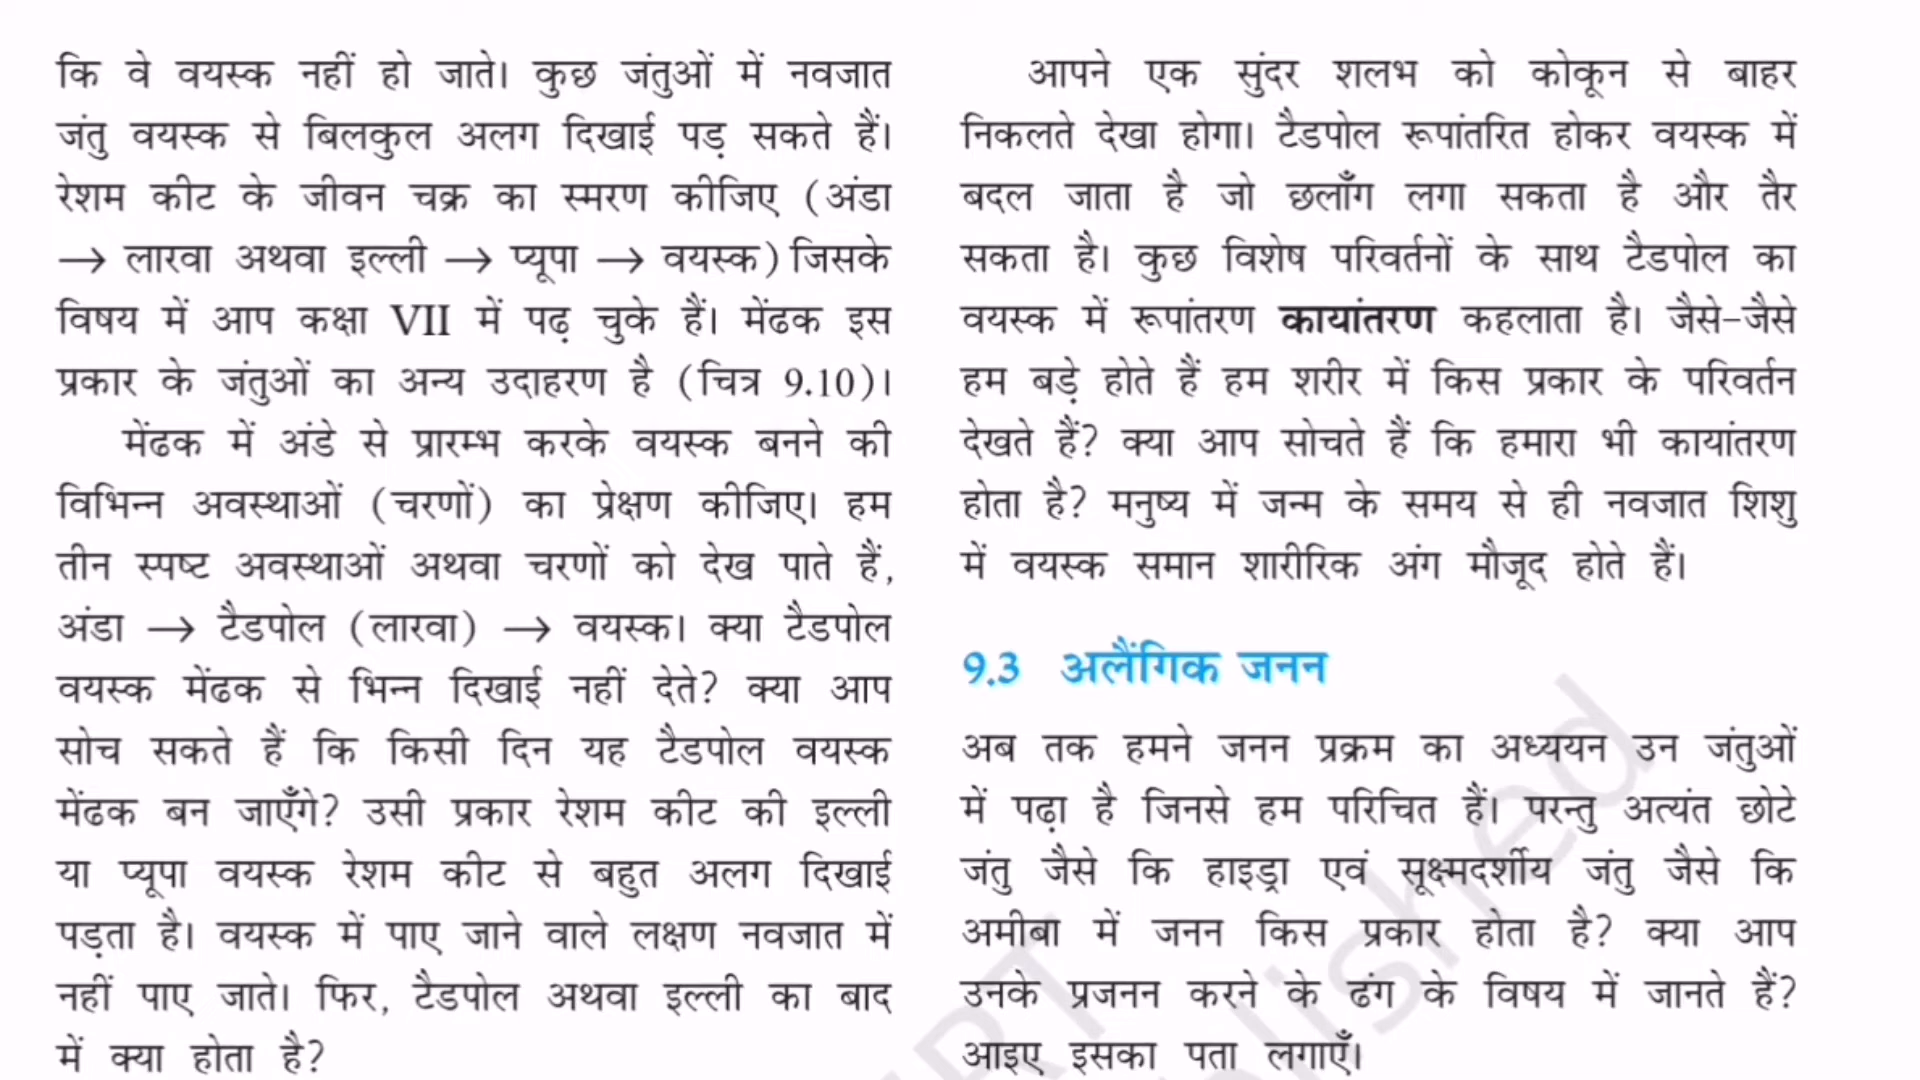 कि वे वयस्क नहीं हो जाते। कुछ जंतुओं में नवजात
जंतु वयस्क से बिलकुल अलग दिखाई पड़ सकते हैं।
रेशम कीट के जीवन चक्र का स्मरण कीजिए (अंडा
→ लारवा अथवा इल्ली → प्यूपा → वयस्क) जिसके
विषय में आप कक्षा VII में पढ़ चुके हैं। मेंढक इस
प्रकार के जंतुओं का अन्य उदाहरण है (चित्र 9.10)।
मेंढक में अंडे से प्रारम्भ करके वयस्क बनने की
विभिन्न अवस्थाओं (चरणों) का प्रेक्षण कीजिए। हम
तीन स्पष्ट अवस्थाओं अथवा चरणों को देख पाते हैं,
अंडा → टैडपोल (लारवा) → वयस्क। क्या टैडपोल
वयस्क मेंढक से भिन्न दिखाई नहीं देते? क्या आप
सोच सकते हैं कि किसी दिन यह टैडपोल वयस्क
मेंढक बन जाएँगे? उसी प्रकार रेशम कीट की इल्ली
या प्यूपा वयस्क रेशम कीट से बहुत अलग दिखाई
पड़ता है। वयस्क में पाए जाने वाले लक्षण नवजात में
नहीं पाए जाते। फिर, टैडपोल अथवा इल्ली का बाद
में क्या होता है?
आपने एक सुंदर शलभ को कोकून से बाहर
निकलते देखा होगा। टैडपोल रूपांतरित होकर वयस्क में
बदल जाता है जो छलाँग लगा सकता है और तैर
सकता है। कुछ विशेष परिवर्तनों के साथ टैडपोल का
वयस्क में रूपांतरण कायांतरण कहलाता है। जैसे-जैसे
हम बड़े होते हैं हम शरीर में किस प्रकार के परिवर्तन
देखते हैं? क्या आप सोचते हैं कि हमारा भी कायांतरण
होता है? मनुष्य में जन्म के समय से ही नवजात शिशु
में वयस्क समान शारीरिक अंग मौजूद होते हैं।
9.3 अलैंगिक जनन
अब तक हमने जनन प्रक्रम का अध्ययन उन जंतुओं
में पढ़ा है जिनसे हम परिचित हैं। परन्तु अत्यंत छोटे
जंतु जैसे कि हाइड्रा एवं सूक्ष्मदर्शीय जंतु जैसे कि
अमीबा में जनन किस प्रकार होता है? क्या आप
उनके प्रजनन करने के ढंग के विषय में जानते हैं?
आइए इसका पता लगाएँ।